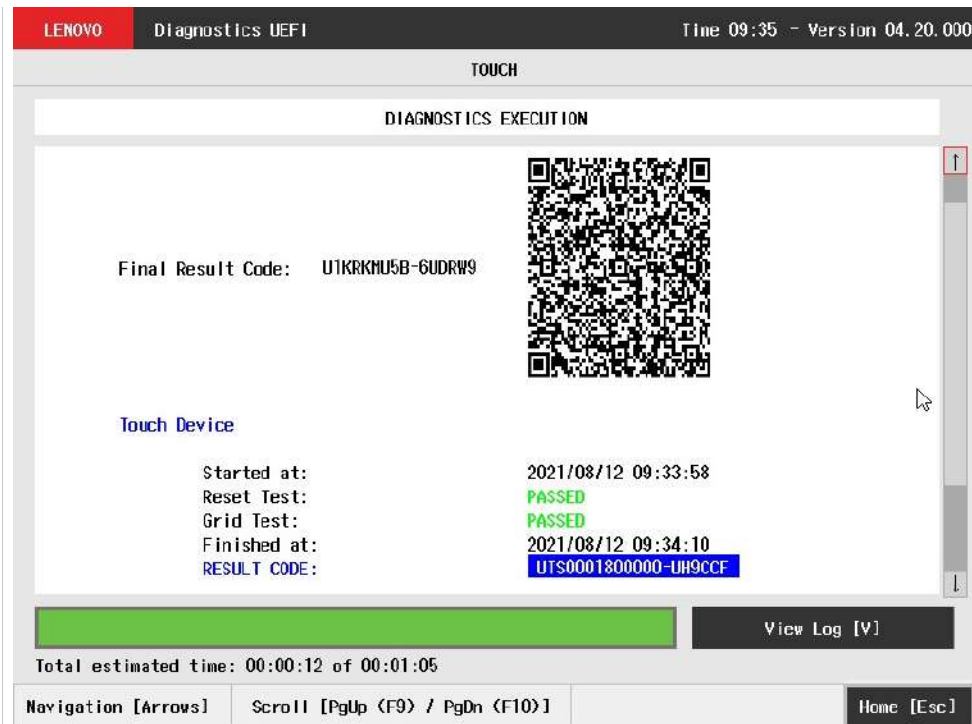 LENOVO Diagnostics UEFI Time 09:35 - Version 04.20.000
TOUCH
DIAGNOSTICS EXECUTION
Final Result Code: U1KRKMU5B-6UDRW9
Touch Device
Started at: 2021/08/12 09:33:58
Reset Test: PASSED
Grid Test: PASSED
Finished at: 2021/08/12 09:34:10
RESULT CODE: UTS0001800000-UH9CCF
View Log [V]
Total estimated time: 00:00:12 of 00:01:05
Navigation [Arrows] Scroll [PgUp (F9) / PgDn (F10)] Home [Esc]